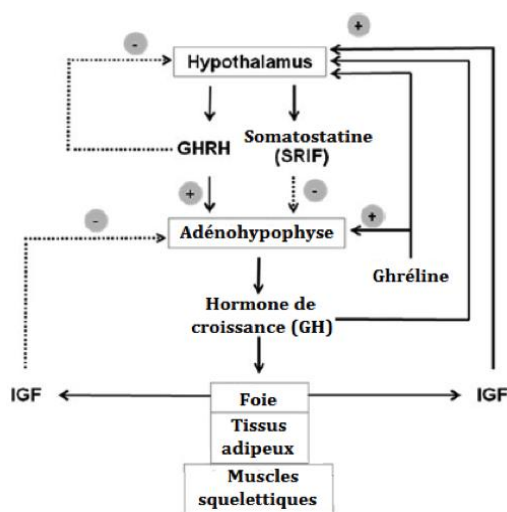 +
-
Hypothalamus
GHRH
Somatostatine
(SRIF)
+
-
-
+
Adénohypophyse
Ghréline
Hormone de
croissance (GH)
IGF
Foie
IGF
Tissus
adipeux
Muscles
squelettiques